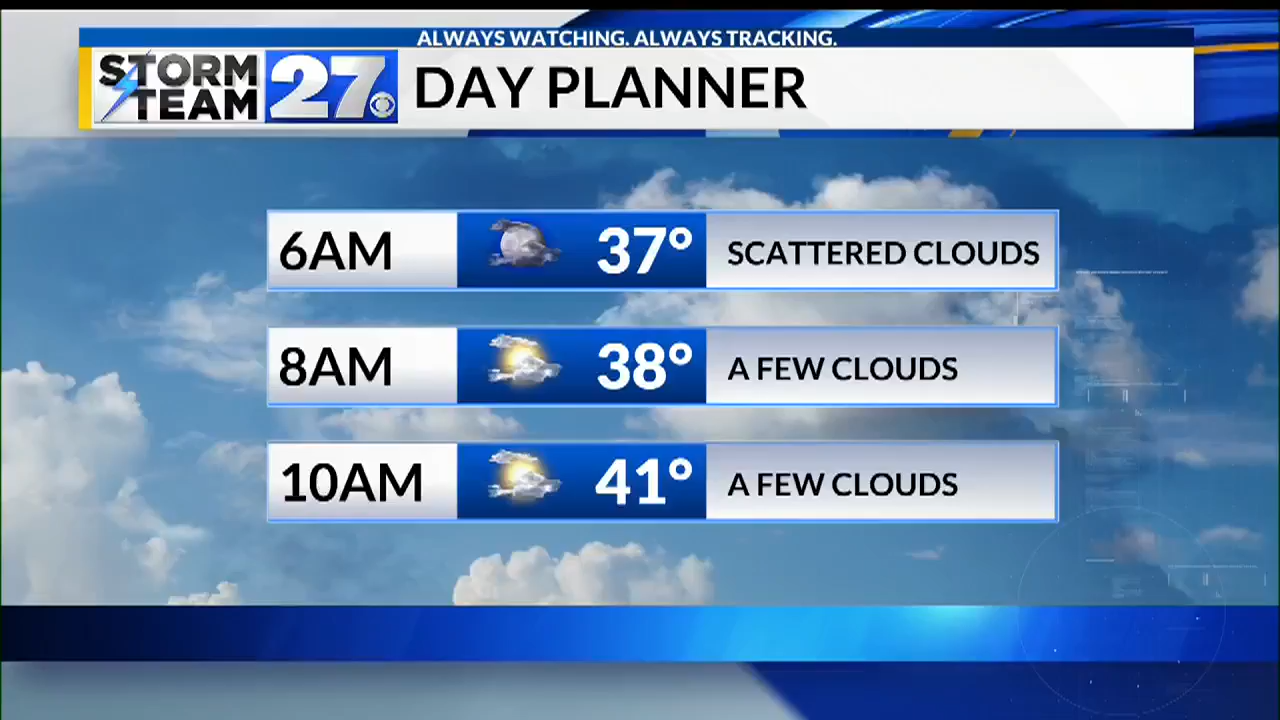 ALWAYS WATCHING. ALWAYS TRACKING.
STORM
TEAM
27
DAY PLANNER
6AM 37° SCATTERED CLOUDS
8AM 38° A FEW CLOUDS
10AM 41° A FEW CLOUDS